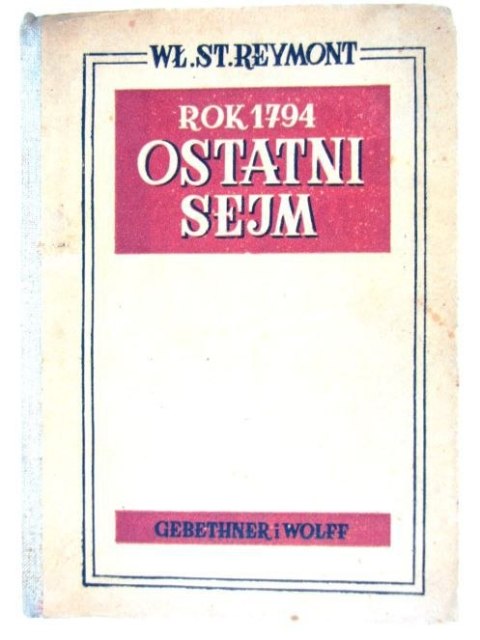 WŁ.ST.REYMONT
ROK 1794
OSTATNI
SEJM
GEBETHNER i WOLFF